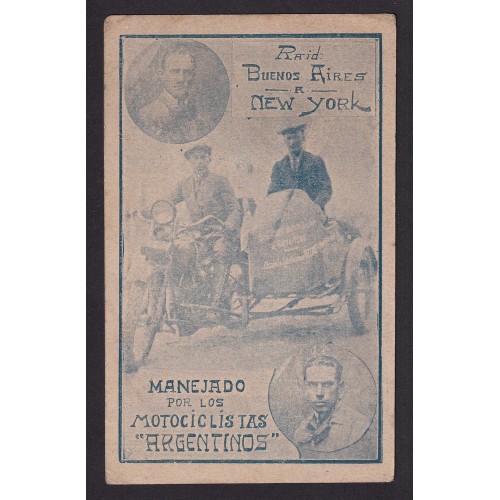 Raid
BUENOS AIRES
A
NEW YORK
MANEJADO
POR LOS
MOTOCICLISTAS
"ARGENTINOS"